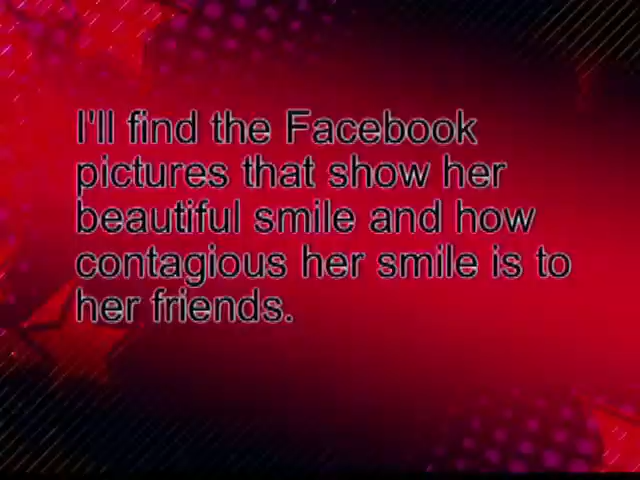 I'll find the Facebook
pictures that show her
beautiful smile and how
contagious her smile is to
her friends.